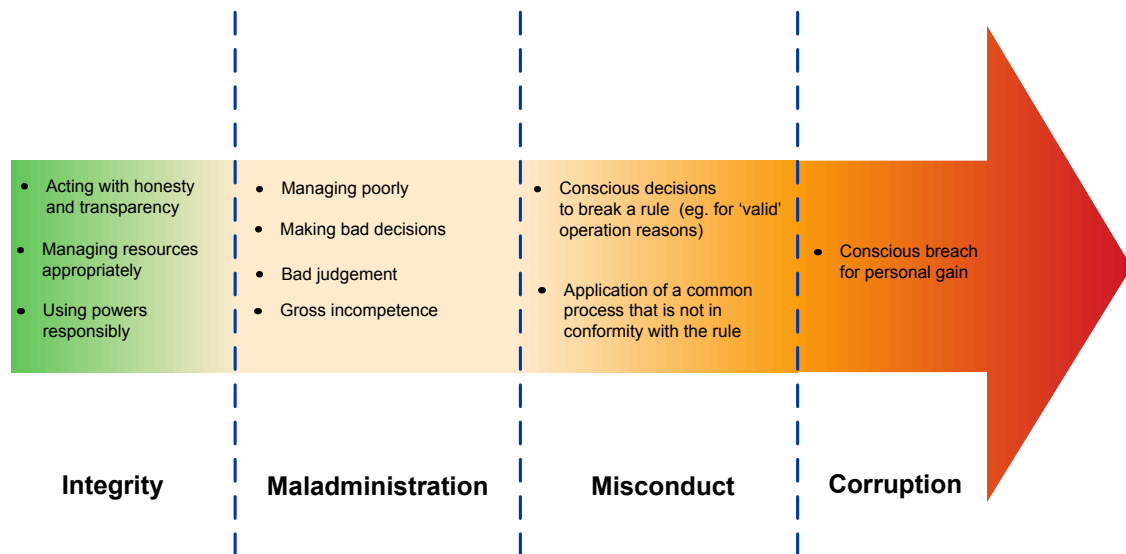 • Acting with honesty
and transparency
• Managing resources
appropriately
• Using powers
responsibly
• Managing poorly
• Making bad decisions
• Bad judgement
• Gross incompetence
• Conscious decisions
to break a rule  (eg. for ‘valid’
operation reasons)
• Application of a common
process that is not in
conformity with the rule
• Conscious breach
for personal gain
Integrity
Maladministration
Misconduct
Corruption